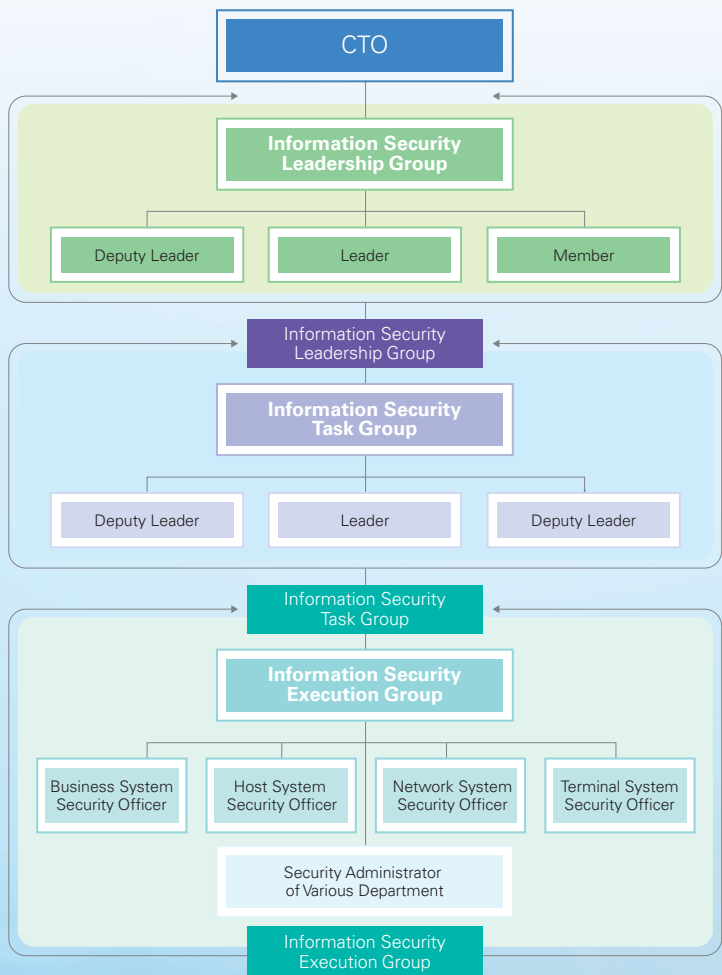 CTO
Information Security
Leadership Group
Deputy Leader
Leader
Member
Information Security
Leadership Group
Information Security
Task Group
Deputy Leader
Leader
Deputy Leader
Information Security
Task Group
Information Security
Execution Group
Business System
Security Officer
Host System
Security Officer
Network System
Security Officer
Terminal System
Security Officer
Security Administrator
of Various Department
Information Security
Execution Group